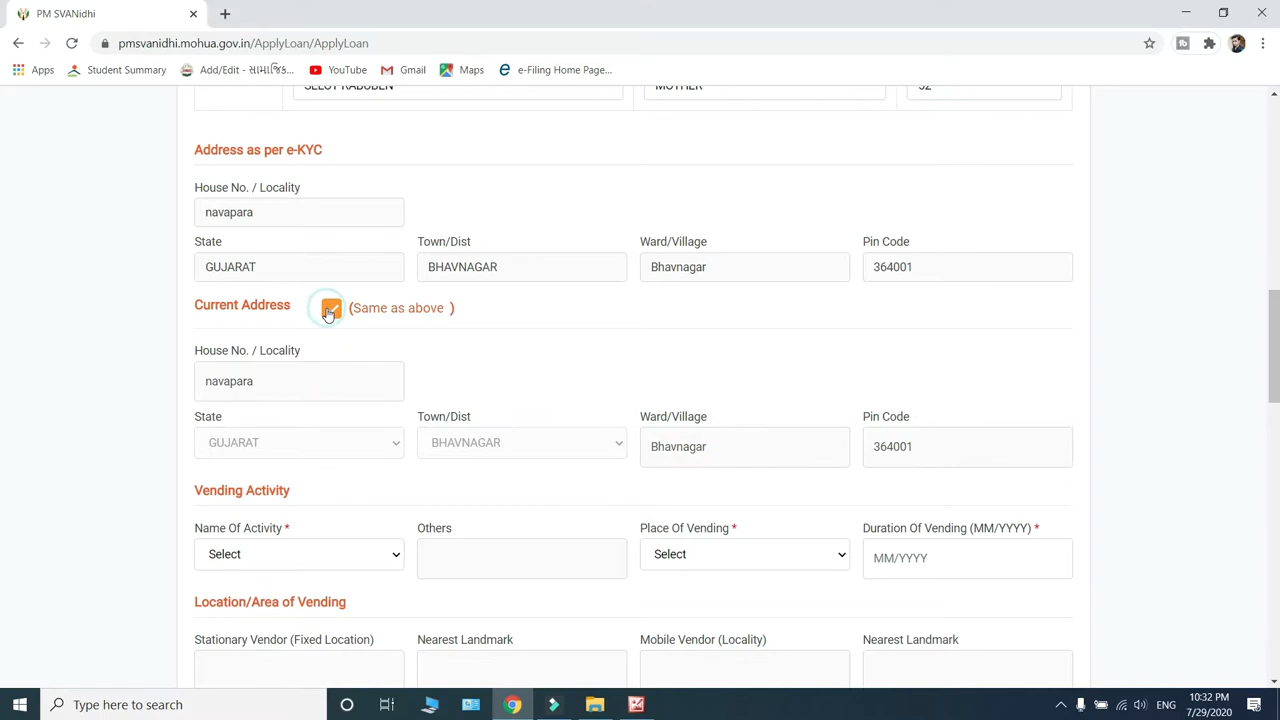 PM SVANidhi
pmsvanidhi.mohua.gov.in/ApplyLoan/ApplyLoan
Apps Student Summary Add/Edit - સામાજિક... YouTube Gmail Maps e-Filing Home Page...
SELOT RABUBEN MOTHER 52
Address as per e-KYC
House No. / Locality
navapara
State Town/Dist Ward/Village Pin Code
GUJARAT BHAVNAGAR Bhavnagar 364001
Current Address (Same as above )
House No. / Locality
navapara
State Town/Dist Ward/Village Pin Code
GUJARAT BHAVNAGAR Bhavnagar 364001
Vending Activity
Name Of Activity * Others Place Of Vending * Duration Of Vending (MM/YYYY) *
Select Select MM/YYYY
Location/Area of Vending
Stationary Vendor (Fixed Location) Nearest Landmark Mobile Vendor (Locality) Nearest Landmark
Type here to search ENG 10:32 PM
7/29/2020